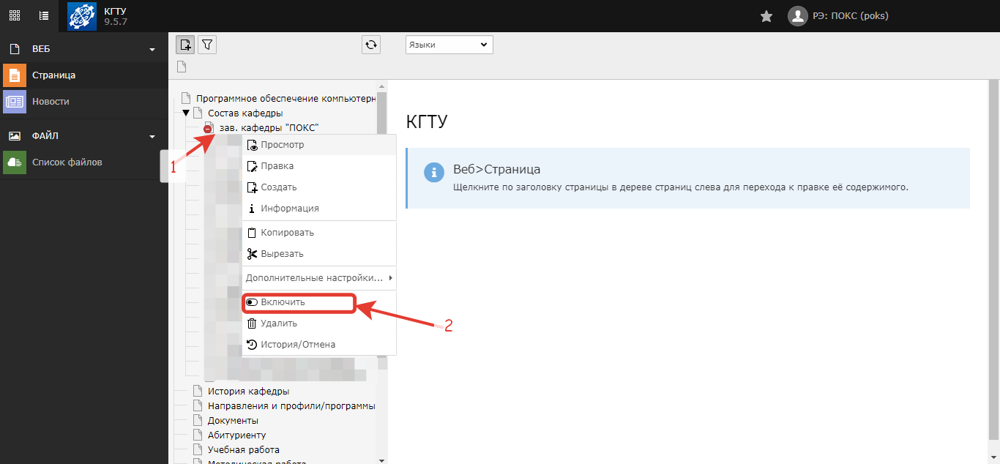 КГТУ
9.5.7
РЭ: ПОКС (poks)
ВЕБ
Страница
Новости
ФАЙЛ
Список файлов
Языки
Программное обеспечение компьютерн
Состав кафедры
зав. кафедры "ПОКС"
1
Просмотр
Правка
Создать
Информация
Копировать
Вырезать
Дополнительные настройки...
Включить
Удалить
История/Отмена
2
История кафедры
Направления и профили/программы
Документы
Абитуриенту
Учебная работа
Методическая работа
КГТУ
Веб>Страница
Щелкните по заголовку страницы в дереве страниц слева для перехода к правке её содержимого.